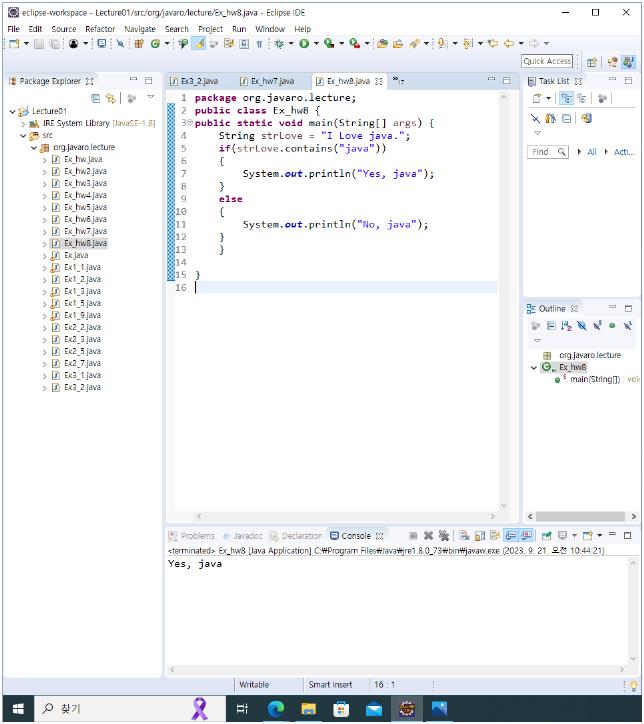 eclipse-workspace - Lecture01/src/org/javaro/lecture/Ex_hw8.java - Eclipse IDE
File Edit Source Refactor Navigate Search Project Run Window Help
Quick Access
Package Explorer
Lecture01
JRE System Library [JavaSE-1.8]
src
org.javaro.lecture
Ex_hw.java
Ex_hw2.java
Ex_hw3.java
Ex_hw4.java
Ex_hw5.java
Ex_hw6.java
Ex_hw7.java
Ex_hw8.java
Ex.java
Ex1_1.java
Ex1_2.java
Ex1_3.java
Ex1_5.java
Ex1_9.java
Ex2_2.java
Ex2_3.java
Ex2_5.java
Ex2_7.java
Ex3_1.java
Ex3_2.java
Ex3_2.java Ex_hw7.java Ex_hw8.java »17
1 package org.javaro.lecture;
2 public class Ex_hw8 {
3 public static void main(String[] args) {
4 String strLove = "I Love java.";
5 if(strLove.contains("java"))
6 {
7 System.out.println("Yes, java");
8 }
9 else
10 {
11 System.out.println("No, java");
12 }
13 }
14
15 }
16
Task List
Find All Acti...
Outline
org.javaro.lecture
Ex_hw8
main(String[]) : voi
Problems Javadoc Declaration Console
<terminated> Ex_hw8 [Java Application] C:₩Program Files₩Java₩jre1.8.0_73₩bin₩javaw.exe (2023. 9. 21. 오전 10:44:21)
Yes, java
Writable Smart Insert 16 : 1
찾기